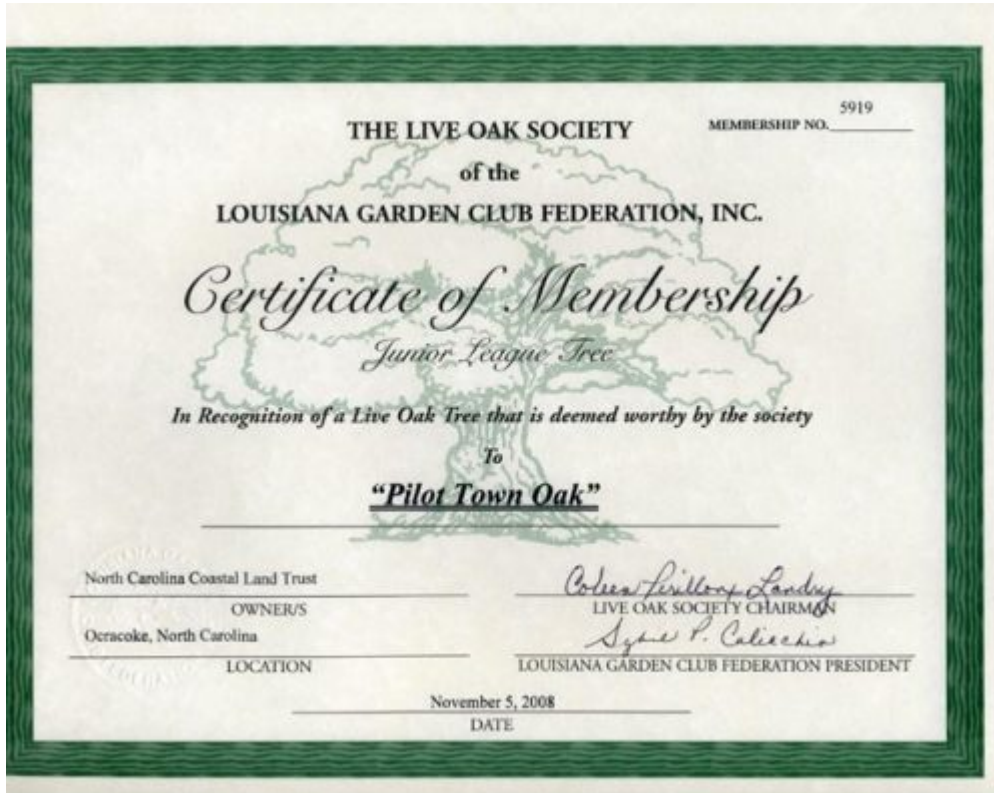 5919
MEMBERSHIP NO.
THE LIVE OAK SOCIETY
of the
LOUISIANA GARDEN CLUB FEDERATION, INC.
Certificate of Membership
Junior League Tree
In Recognition of a Live Oak Tree that is deemed worthy by the society
To
“Pilot Town Oak”
North Carolina Coastal Land Trust
OWNER/S
Ocracoke, North Carolina
LOCATION
Coleen Perilloux Landry
LIVE OAK SOCIETY CHAIRMAN
LOUISIANA GARDEN CLUB FEDERATION PRESIDENT
November 5, 2008
DATE